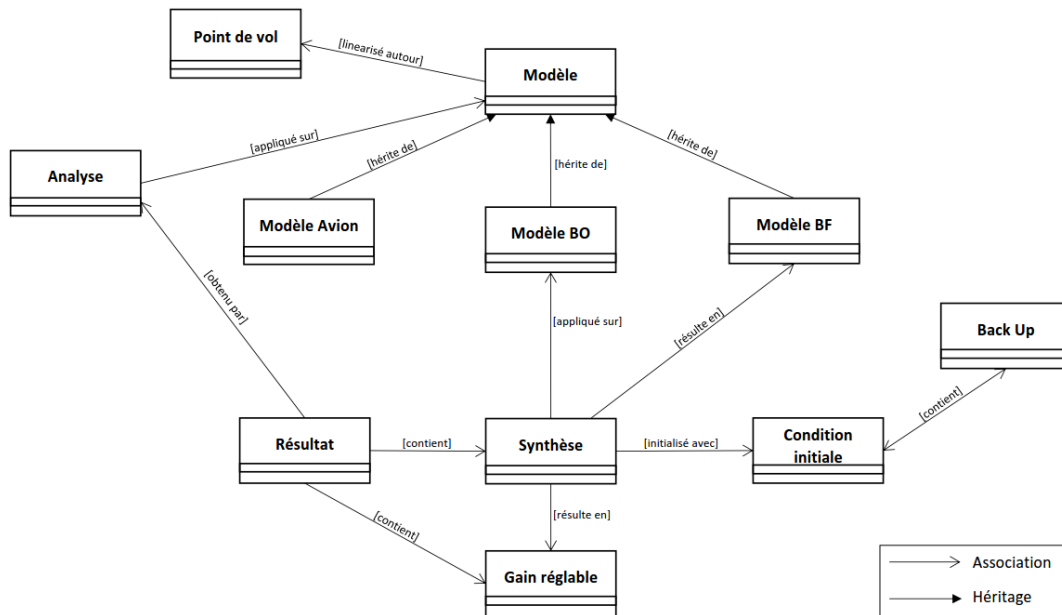 Point de vol
[linearisé autour]
Modèle
[appliqué sur]
[hérite de]
[hérite de]
[hérite de]
Analyse
Modèle Avion
Modèle BO
Modèle BF
[obtenu par]
[appliqué sur]
[résulte en]
Back Up
[contient]
Résultat
[contient]
Synthèse
[initialisé avec]
Condition
initiale
[contient]
[résulte en]
Gain réglable
Association
Héritage